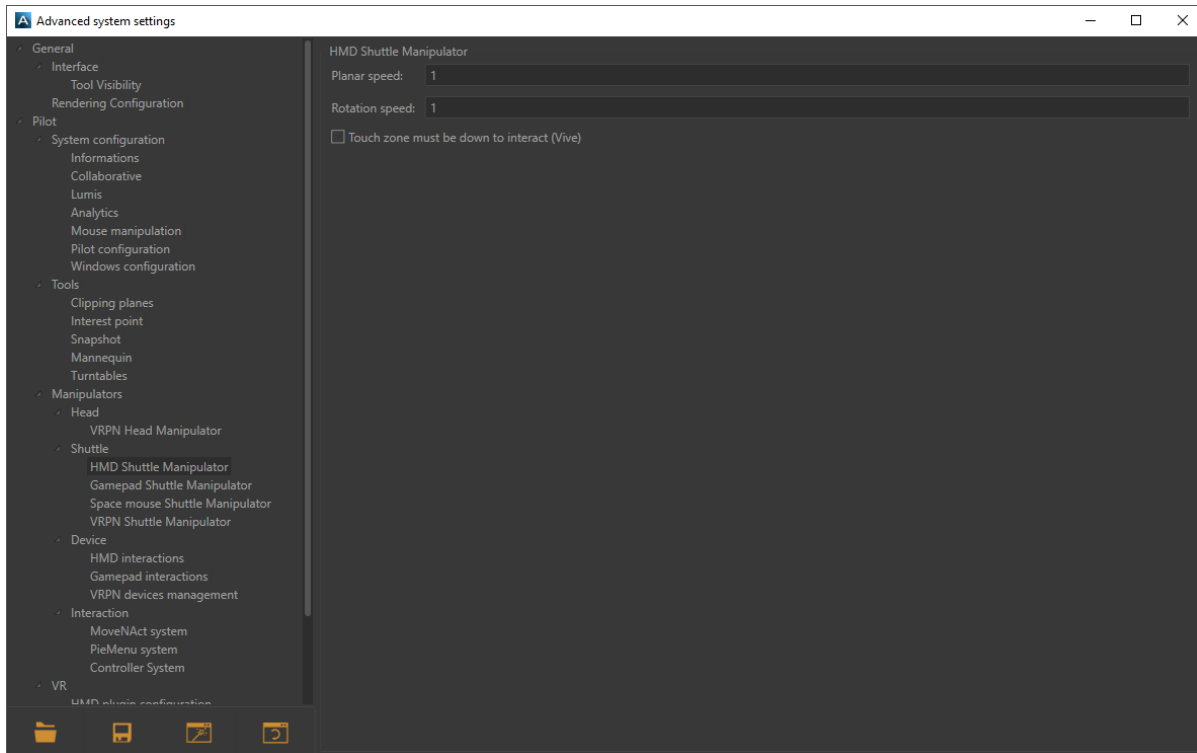 Advanced system settings
General
Interface
Tool Visibility
Rendering Configuration
Pilot
System configuration
Informations
Collaborative
Lumis
Analytics
Mouse manipulation
Pilot configuration
Windows configuration
Tools
Clipping planes
Interest point
Snapshot
Mannequin
Turntables
Manipulators
Head
VRPN Head Manipulator
Shuttle
HMD Shuttle Manipulator
Gamepad Shuttle Manipulator
Space mouse Shuttle Manipulator
VRPN Shuttle Manipulator
Device
HMD interactions
Gamepad interactions
VRPN devices management
Interaction
MoveNAct system
PieMenu system
Controller System
VR
HMD plugin configuration
HMD Shuttle Manipulator
Planar speed: 1
Rotation speed: 1
Touch zone must be down to interact (Vive)